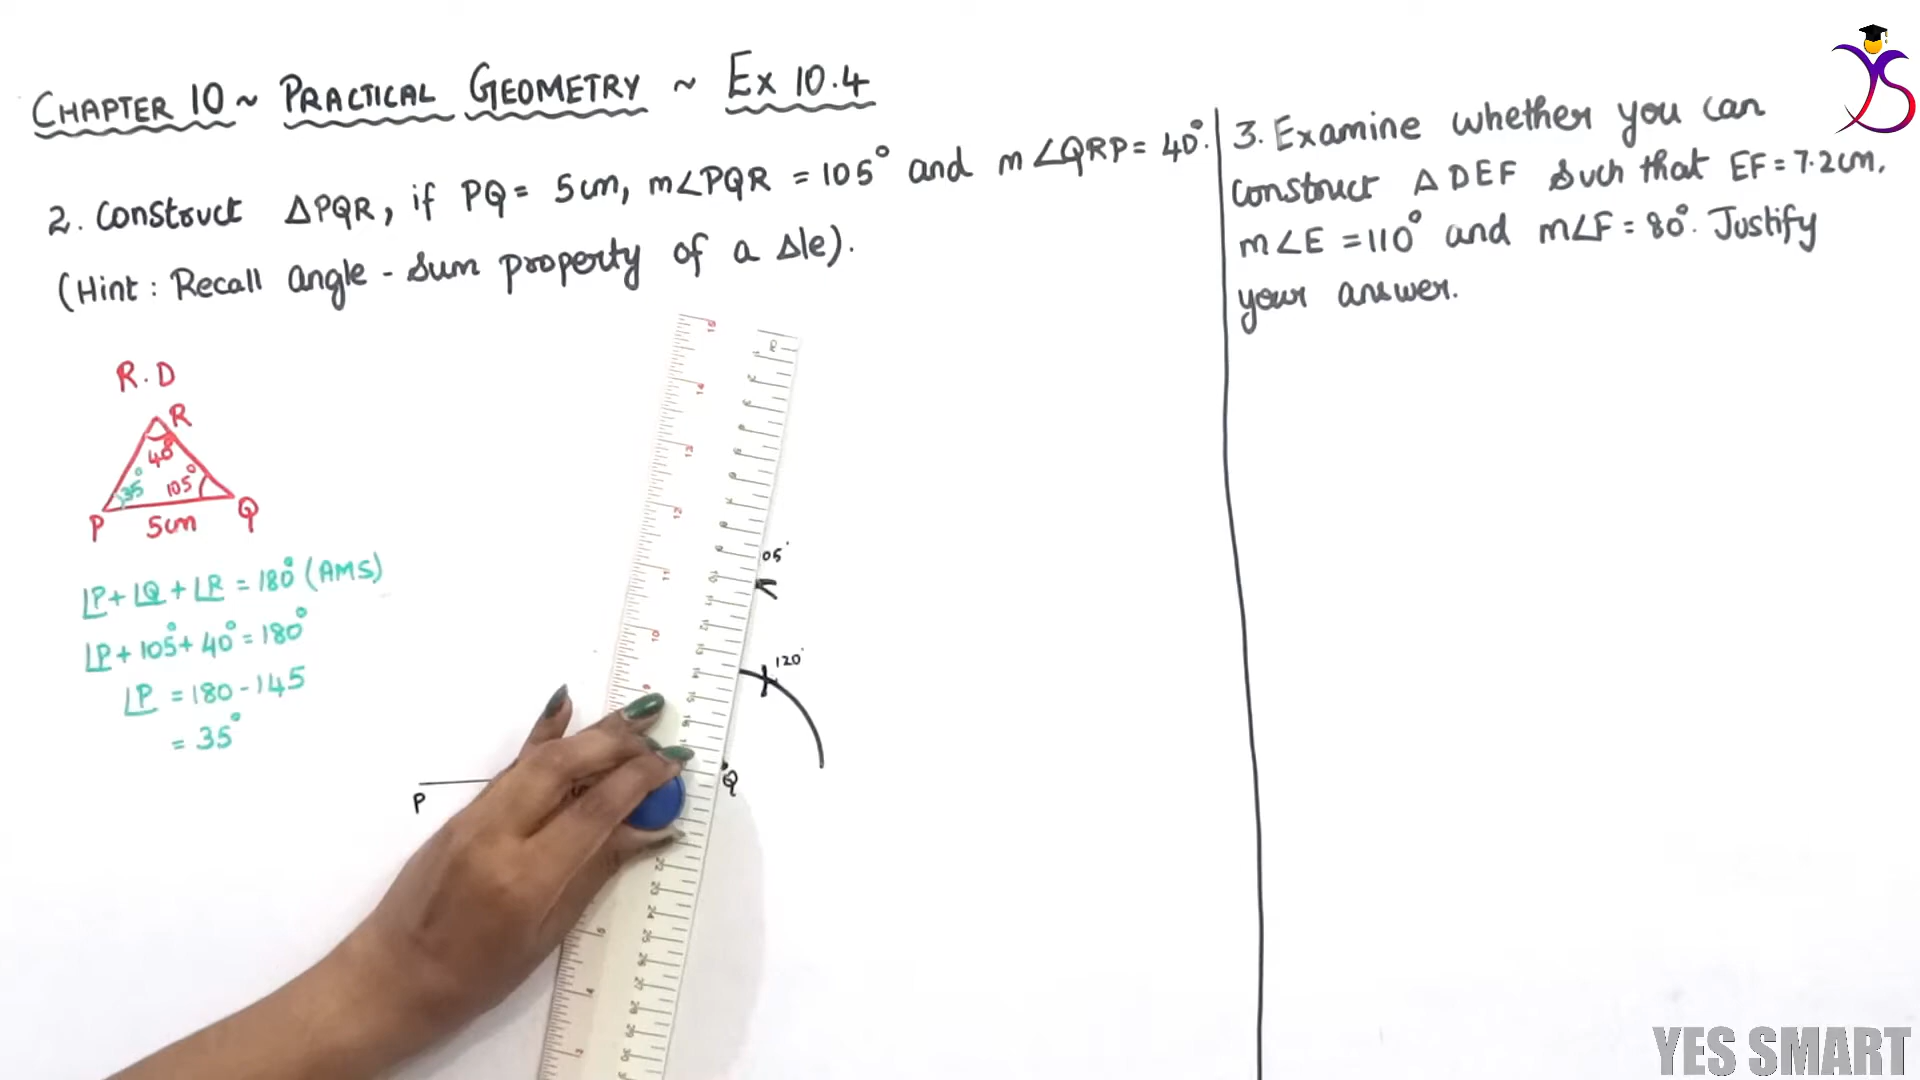 CHAPTER 10 ~ PRACTICAL GEOMETRY ~ Ex 10.4
2. Construct ΔPQR, if PQ = 5cm, m∠PQR = 105° and m∠QRP = 40°.
(Hint : Recall angle - Sum property of a Δle).
R.D
R
40°
35° 105°
P 5cm Q
∠P + ∠Q + ∠R = 180° (AMS)
∠P + 105° + 40° = 180°
∠P = 180 - 145
= 35°
05°
120°
P
Q
3. Examine whether you can
construct ΔDEF such that EF = 7.2cm,
m∠E = 110° and m∠F = 80°. Justify
your answer.
YS
YES SMART